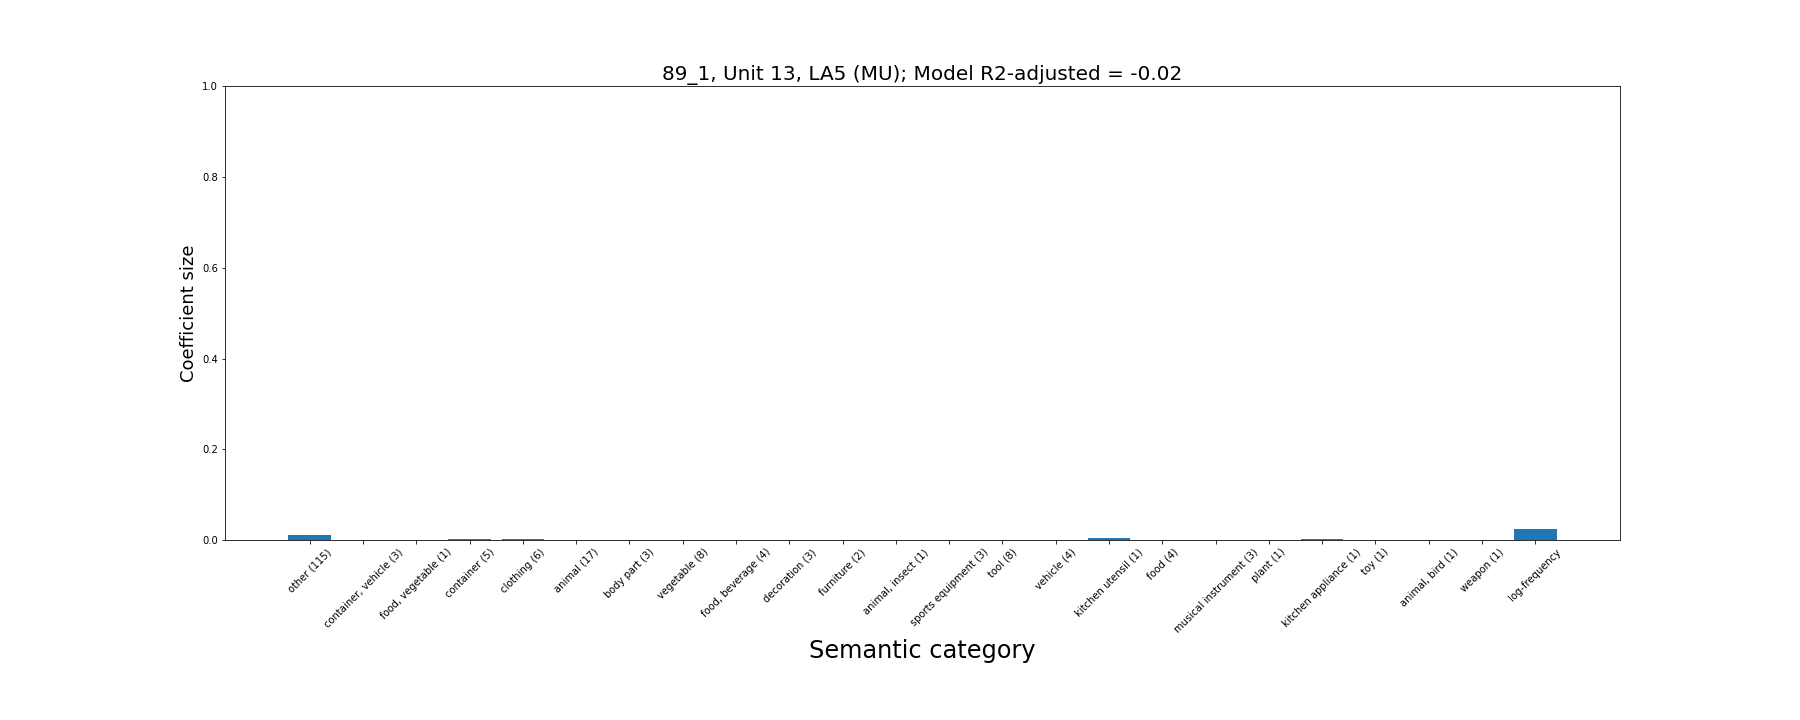 89_1, Unit 13, LA5 (MU); Model R2-adjusted = -0.02
1.0
0.8
0.6
0.4
0.2
0.0
Coefficient size
other (115)
container, vehicle (3)
food, vegetable (1)
container (5)
clothing (6)
animal (17)
body part (3)
vegetable (8)
food, beverage (4)
decoration (3)
furniture (2)
animal, insect (1)
sports equipment (3)
tool (8)
vehicle (4)
kitchen utensil (1)
food (4)
musical instrument (3)
plant (1)
kitchen appliance (1)
toy (1)
animal, bird (1)
weapon (1)
log-frequency
Semantic category